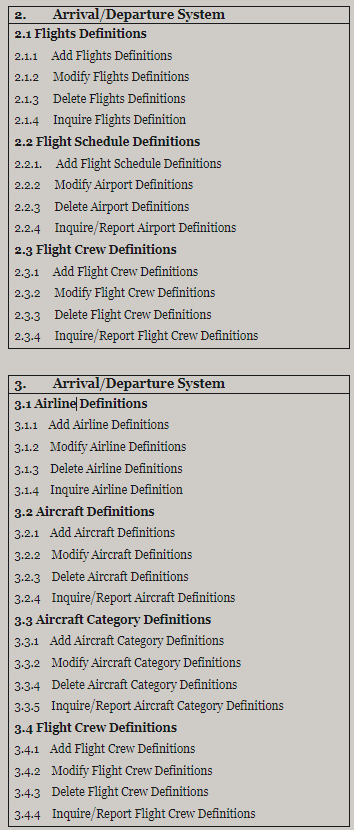 2. Arrival/Departure System
2.1 Flights Definitions
2.1.1 Add Flights Definitions
2.1.2 Modify Flights Definitions
2.1.3 Delete Flights Definitions
2.1.4 Inquire Flights Definition
2.2 Flight Schedule Definitions
2.2.1. Add Flight Schedule Definitions
2.2.2 Modify Airport Definitions
2.2.3 Delete Airport Definitions
2.2.4 Inquire/Report Airport Definitions
2.3 Flight Crew Definitions
2.3.1 Add Flight Crew Definitions
2.3.2 Modify Flight Crew Definitions
2.3.3 Delete Flight Crew Definitions
2.3.4 Inquire/Report Flight Crew Definitions
3. Arrival/Departure System
3.1 Airline Definitions
3.1.1 Add Airline Definitions
3.1.2 Modify Airline Definitions
3.1.3 Delete Airline Definitions
3.1.4 Inquire Airline Definition
3.2 Aircraft Definitions
3.2.1 Add Aircraft Definitions
3.2.2 Modify Aircraft Definitions
3.2.3 Delete Aircraft Definitions
3.2.4 Inquire/Report Aircraft Definitions
3.3 Aircraft Category Definitions
3.3.1 Add Aircraft Category Definitions
3.3.2 Modify Aircraft Category Definitions
3.3.4 Delete Aircraft Category Definitions
3.3.5 Inquire/Report Aircraft Category Definitions
3.4 Flight Crew Definitions
3.4.1 Add Flight Crew Definitions
3.4.2 Modify Flight Crew Definitions
3.4.3 Delete Flight Crew Definitions
3.4.4 Inquire/Report Flight Crew Definitions